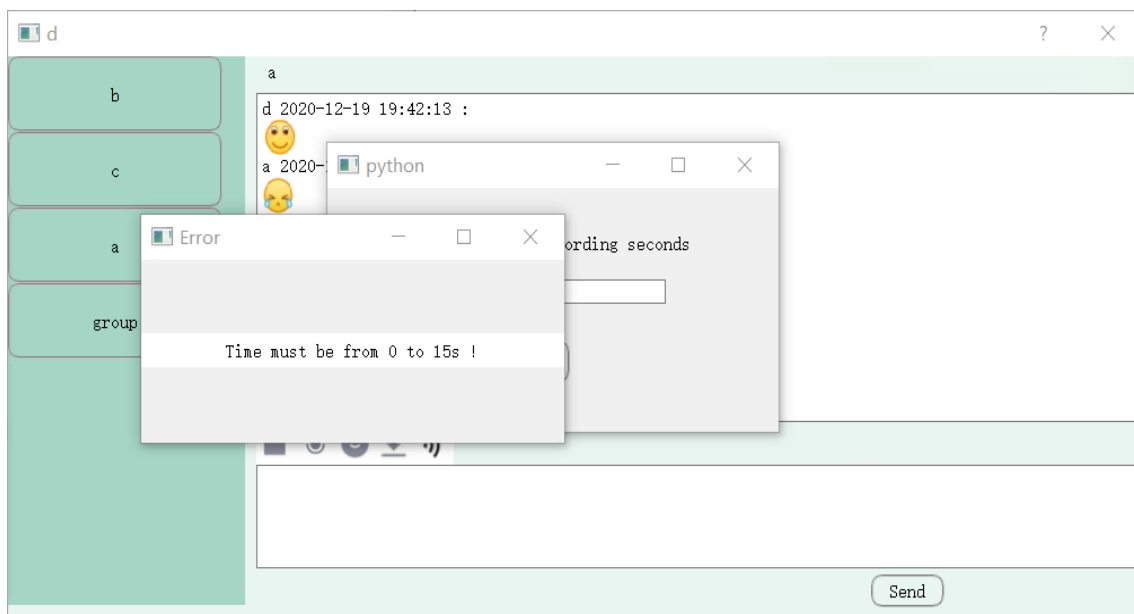 d
?
b
c
a
group
a
d 2020-12-19 19:42:13 :
a 2020-
python
seconds
Error
Time must be from 0 to 15s !
Send